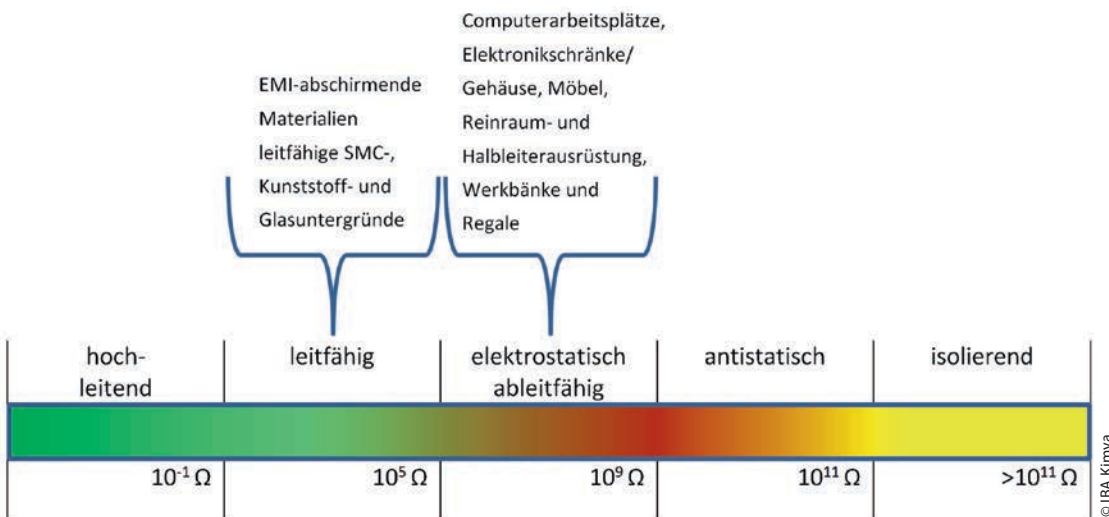 EMI-abschirmende
Materialien
leitfähige SMC-,
Kunststoff- und
Glasuntergründe
Computerarbeitsplätze,
Elektronikschränke/
Gehäuse, Möbel,
Reinraum- und
Halbleiterausrüstung,
Werkbänke und
Regale
hoch-
leitend
leitfähig
elektrostatisch
ableitfähig
antistatisch
isolierend
10⁻¹ Ω
10⁵ Ω
10⁹ Ω
10¹¹ Ω
>10¹¹ Ω
© IBA Kimya